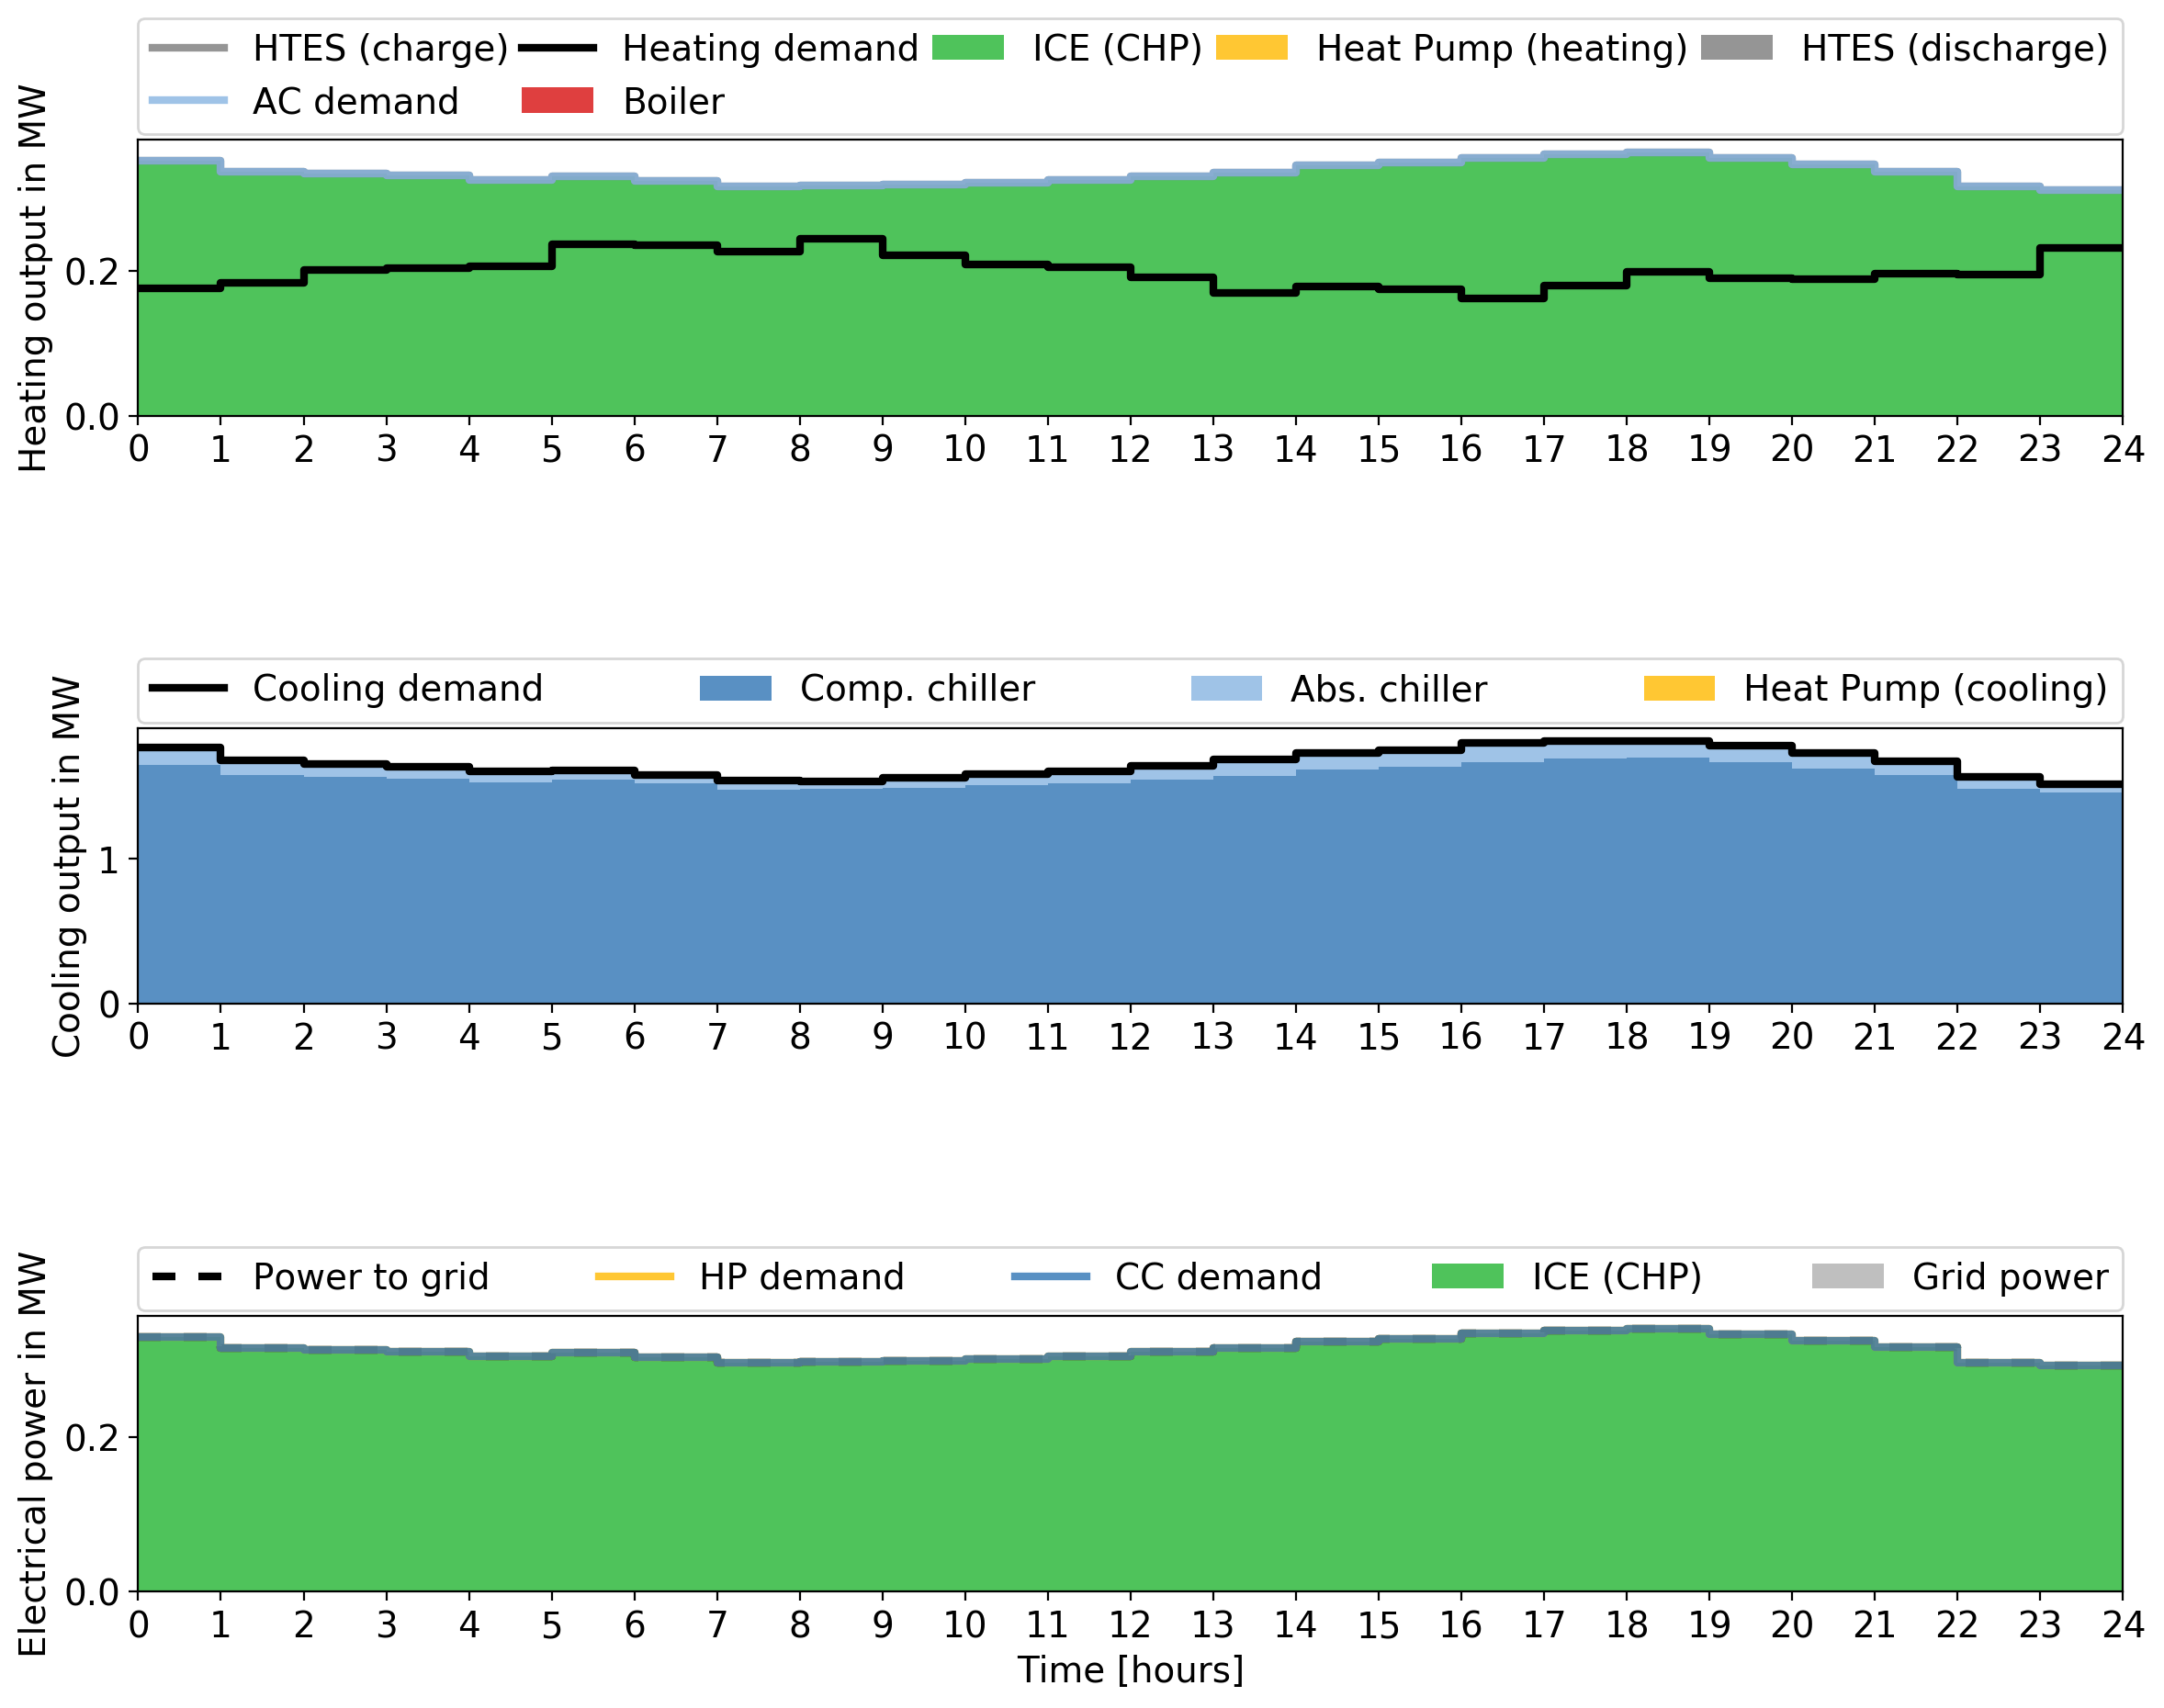 HTES (charge) Heating demand ICE (CHP) Heat Pump (heating) HTES (discharge)
AC demand Boiler
Heating output in MW
0.2
0.0
0 1 2 3 4 5 6 7 8 9 10 11 12 13 14 15 16 17 18 19 20 21 22 23 24
Cooling demand Comp. chiller Abs. chiller Heat Pump (cooling)
Cooling output in MW
1
0
0 1 2 3 4 5 6 7 8 9 10 11 12 13 14 15 16 17 18 19 20 21 22 23 24
Power to grid HP demand CC demand ICE (CHP) Grid power
Electrical power in MW
0.2
0.0
0 1 2 3 4 5 6 7 8 9 10 11 12 13 14 15 16 17 18 19 20 21 22 23 24
Time [hours]